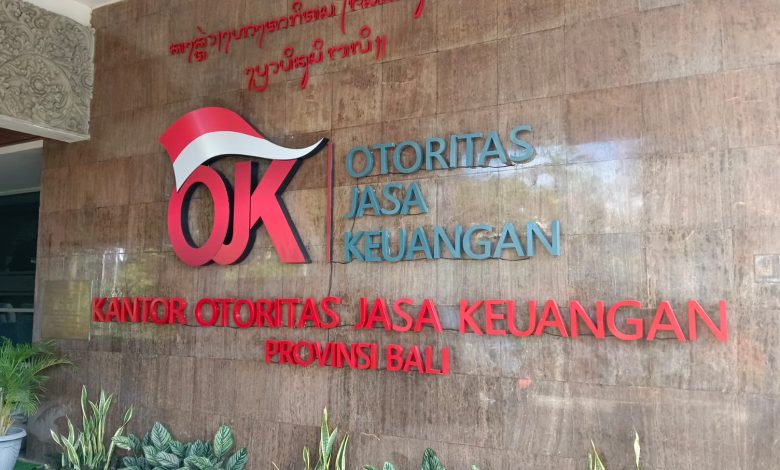 OJK
OTORITAS
JASA
KEUANGAN
KANTOR OTORITAS JASA KEUANGAN
PROVINSI BALI